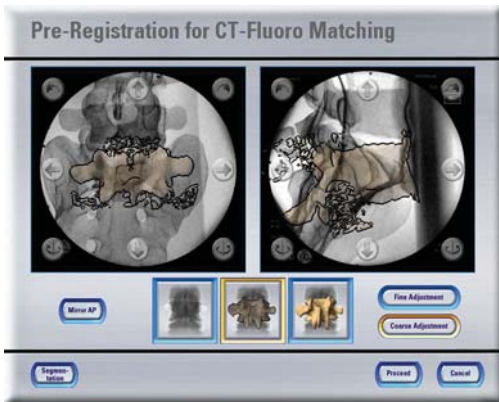 Pre-Registration for CT-Fluoro Matching
Mirror AP
Fine Adjustment
Coarse Adjustment
Segmen-
tation
Proceed
Cancel